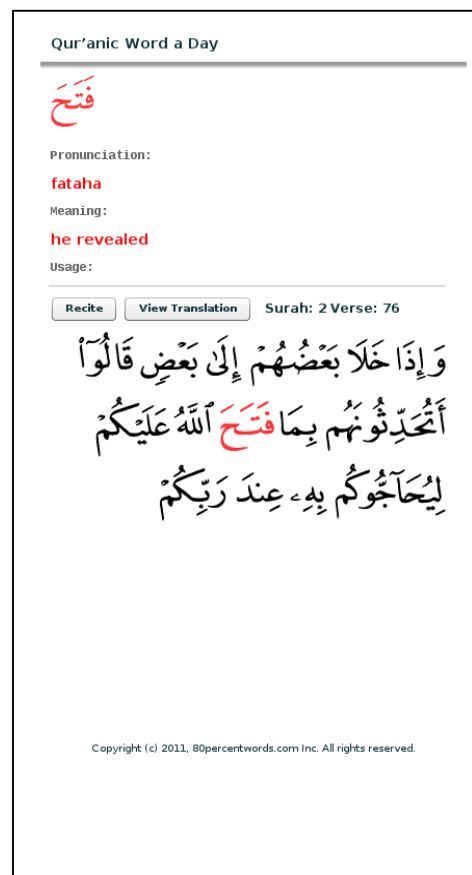 Qur’anic Word a Day
فَتَحَ
Pronunciation:
fataha
Meaning:
he revealed
Usage:
Recite View Translation Surah: 2 Verse: 76
وَإِذَا خَلَا بَعْضُهُمْ إِلَىٰ بَعْضٍ قَالُوٓا۟
أَتُحَدِّثُونَهُم بِمَا فَتَحَ ٱللَّهُ عَلَيْكُمْ
لِيُحَآجُّوكُم بِهِۦ عِندَ رَبِّكُمْ
Copyright (c) 2011, 80percentwords.com Inc. All rights reserved.